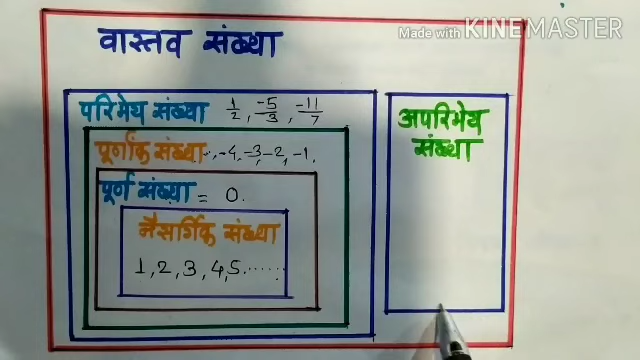 Made with KINEMASTER
वास्तव संख्या
परिमेय संख्या 1/2, -5/3, -11/7
अपरिमेय
संख्या
पूर्णांक संख्या ..., -4, -3, -2, -1.
पूर्ण संख्या = 0.
नैसर्गिक संख्या
1, 2, 3, 4, 5.......